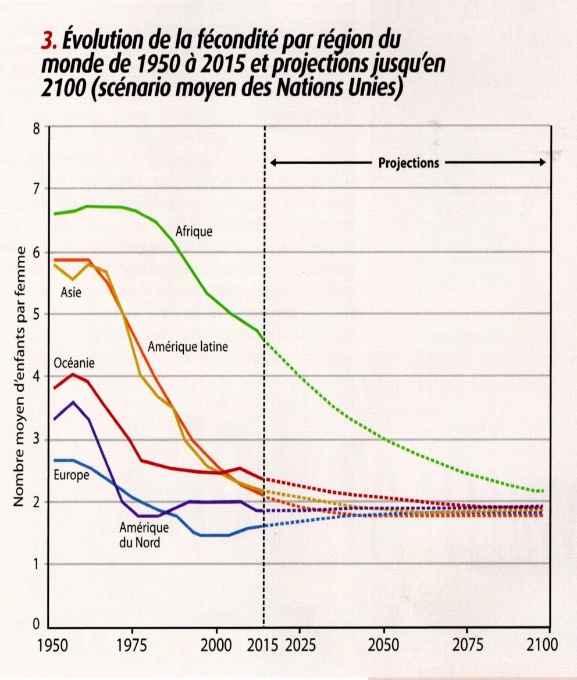 3. Évolution de la fécondité par région du
monde de 1950 à 2015 et projections jusqu'en
2100 (scénario moyen des Nations Unies)
8
Projections
7
Afrique
6
Asie
5
Amérique latine
Océanie
4
3
Europe
2
Amérique
du Nord
1
0
Nombre moyen d'enfants par femme
1950 1975 2000 2015 2025 2050 2075 2100